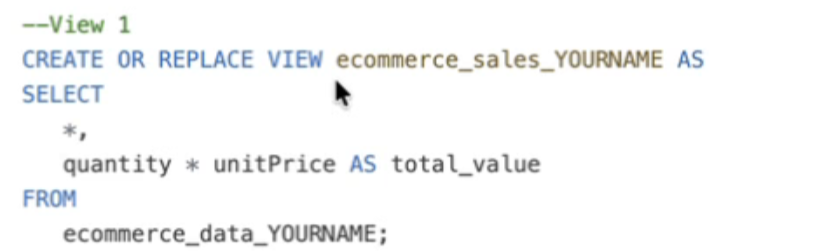 --View 1
CREATE OR REPLACE VIEW ecommerce_sales_YOURNAME AS
SELECT
*,
quantity * unitPrice AS total_value
FROM
ecommerce_data_YOURNAME;